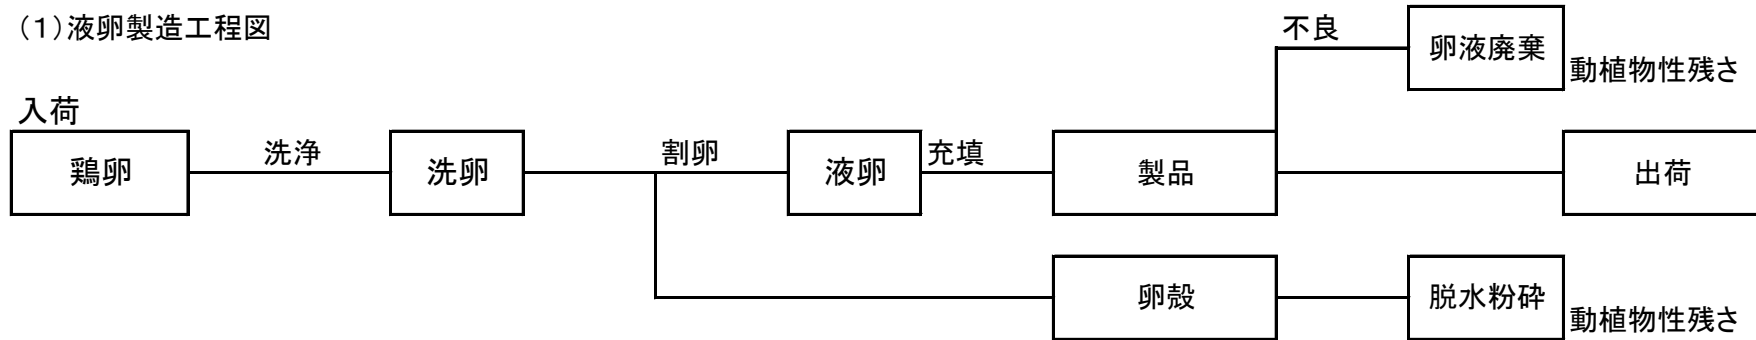 (1)液卵製造工程図
不良
卵液廃棄
動植物性残さ
入荷
鶏卵
洗浄
洗卵
割卵
液卵
充填
製品
出荷
卵殻
脱水粉砕
動植物性残さ